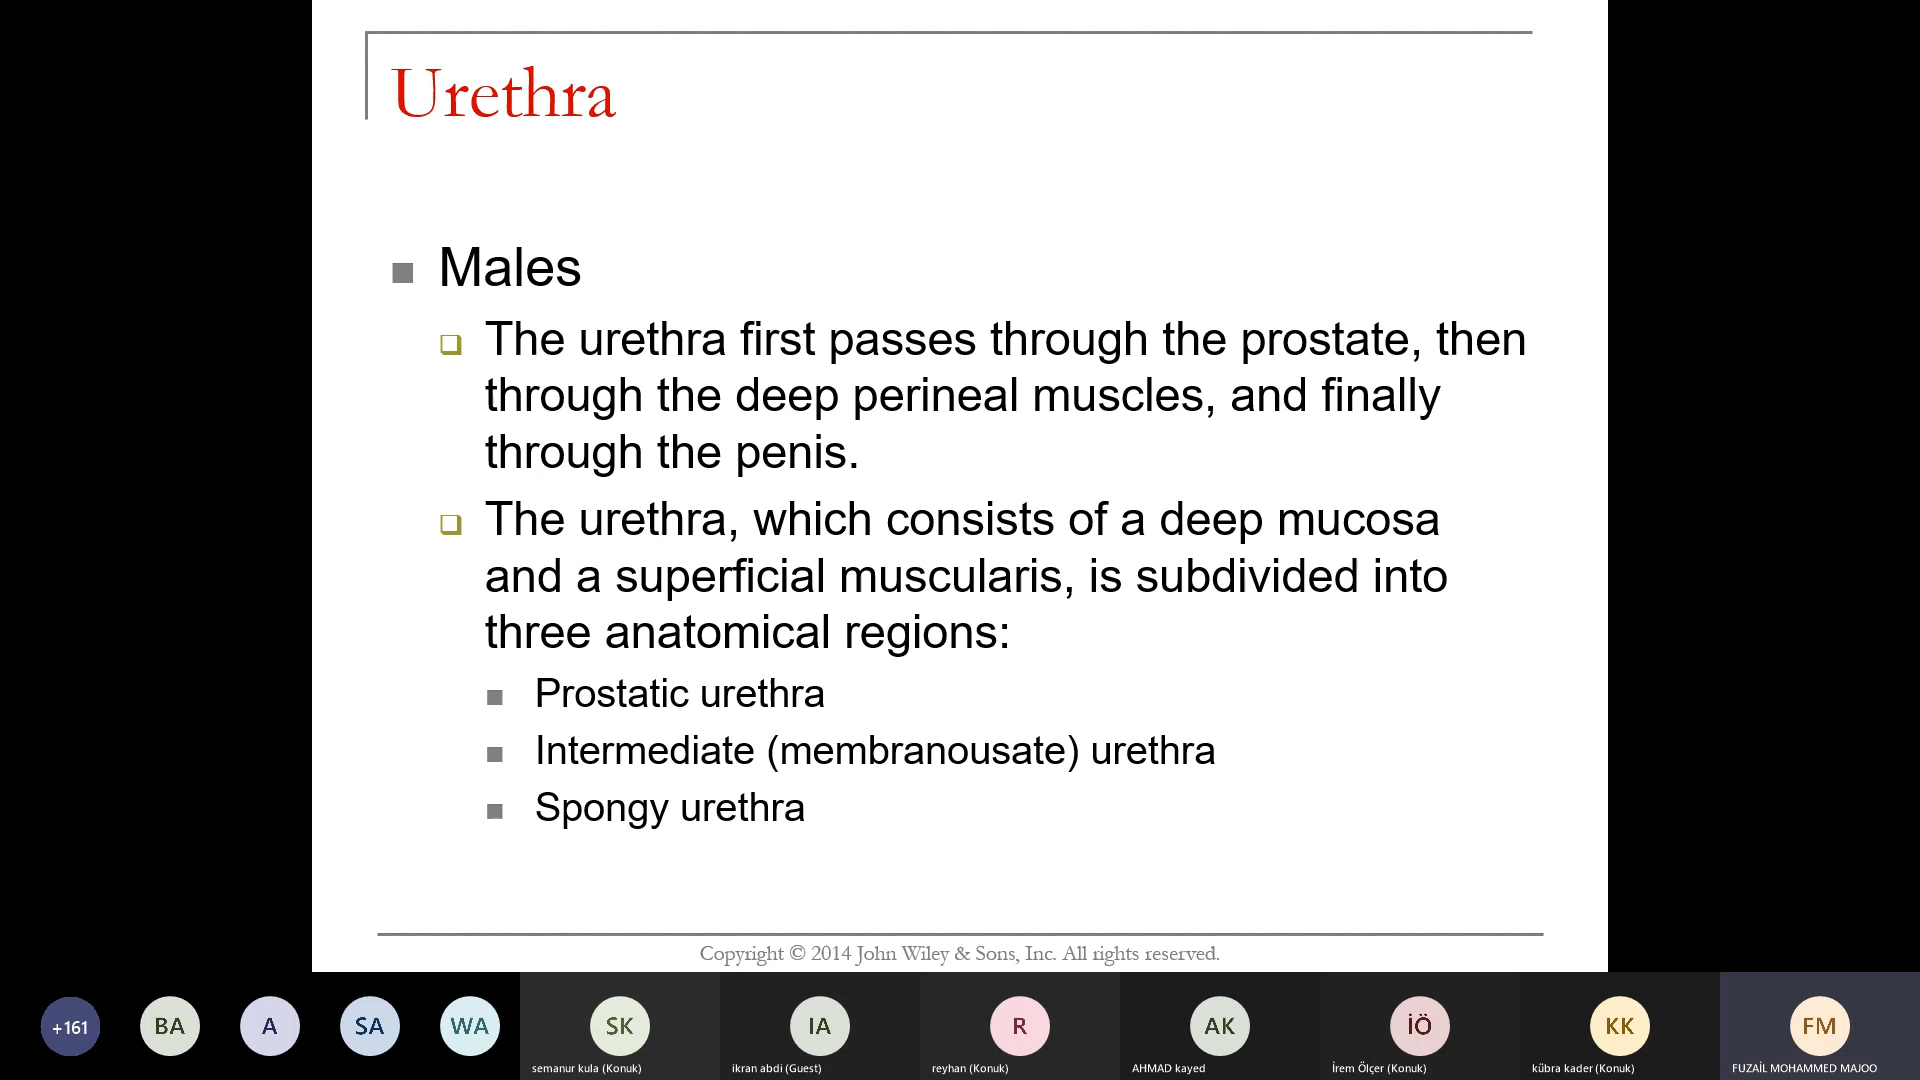 Urethra
Males
The urethra first passes through the prostate, then
through the deep perineal muscles, and finally
through the penis.
The urethra, which consists of a deep mucosa
and a superficial muscularis, is subdivided into
three anatomical regions:
Prostatic urethra
Intermediate (membranousate) urethra
Spongy urethra
Copyright © 2014 John Wiley & Sons, Inc. All rights reserved.
+161
BA
A
SA
WA
SK
IA
R
AK
İÖ
KK
FM
semanur kula (Konuk)
ikran abdi (Guest)
reyhan (Konuk)
AHMAD kayed
İrem Ölçer (Konuk)
kübra kader (Konuk)
FUZAİL MOHAMMED MAJOO